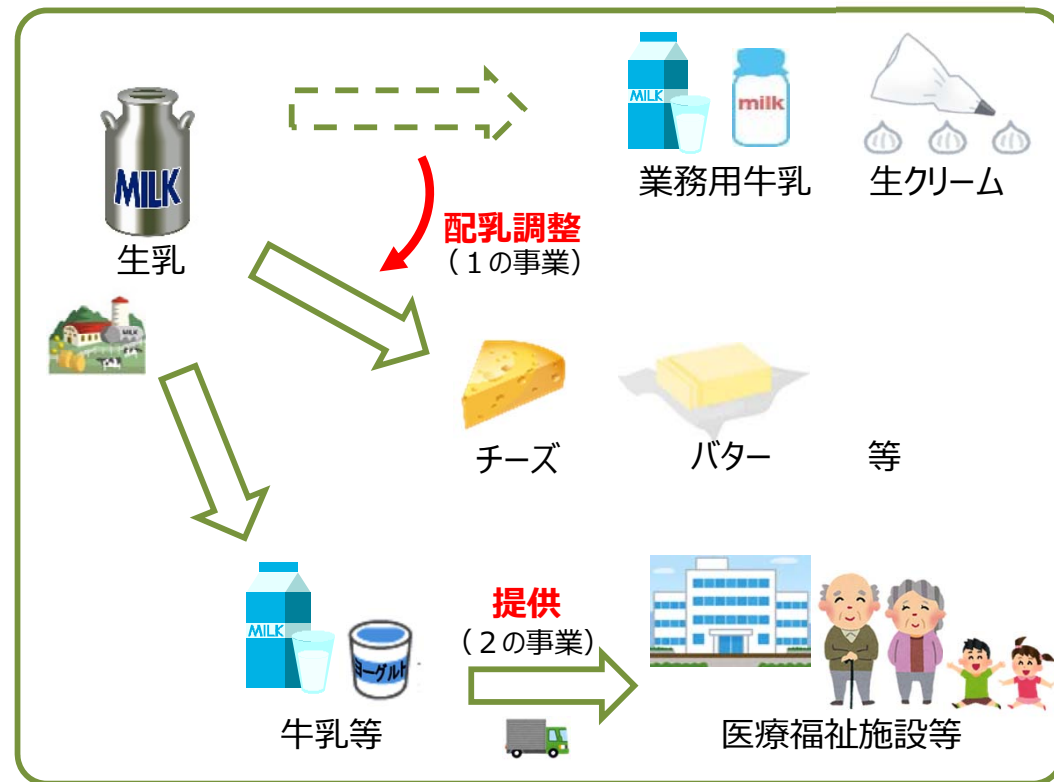 MILK
生乳
MILK
MILK
milk
業務用牛乳
生クリーム
配乳調整
（１の事業）
チーズ
バター
等
MILK
ヨーグルト
牛乳等
提供
（２の事業）
医療福祉施設等